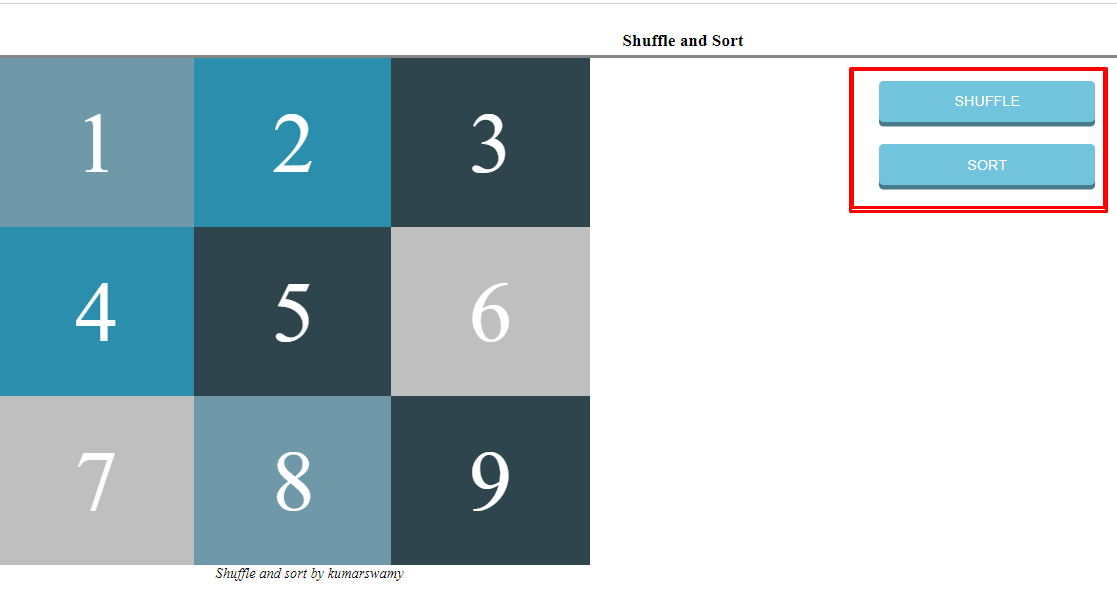 Shuffle and Sort
1 2 3
SHUFFLE
SORT
4 5 6
7 8 9
Shuffle and sort by kumarswamy